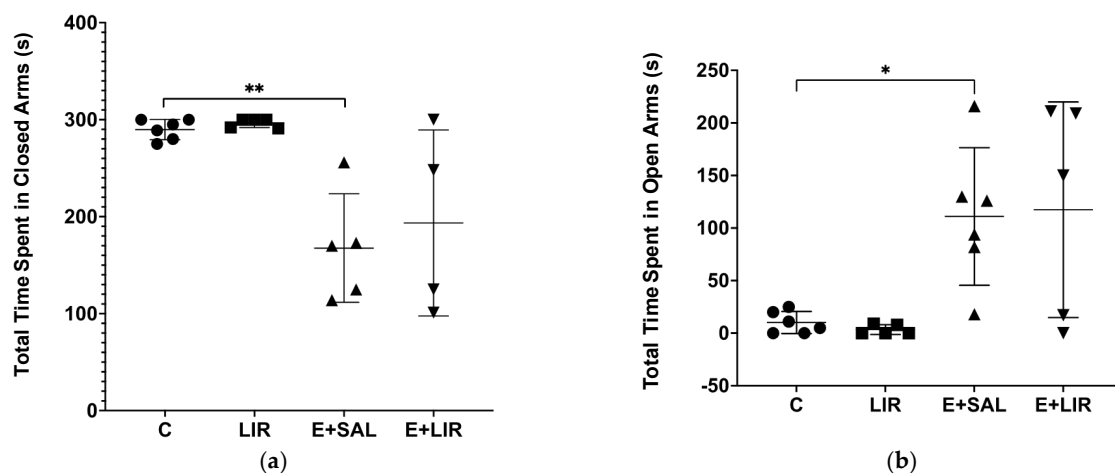 Total Time Spent in Closed Arms (s)
400
300
200
100
0
**
C LIR E+SAL E+LIR
(a)
Total Time Spent in Open Arms (s)
250
200
150
100
50
0
-50
*
C LIR E+SAL E+LIR
(b)